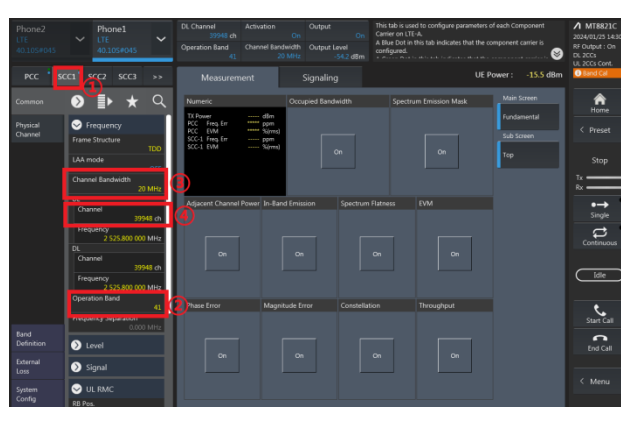 Phone2
LTE
40.105#045
Phone1
LTE
40.105#045
DL Channel
39948 ch
Activation
On
Output
On
Operation Band
41
Channel Bandwidth
20 MHz
Output Level
-54.2 dBm
This tab is used to configure parameters of each Component
Carrier on LTE-A.
A Blue Dot in this tab indicates that the component carrier is
configured.
MT8821C
2024/01/25 14:30
RF Output : On
DL 2CCs
UL 2CCs Cont.
Band Cal
PCC
SCC1
SCC2
SCC3
>>
①
Measurement
Signaling
UE Power : -15.5 dBm
Common
Physical
Channel
Band
Definition
External
Loss
System
Config
Frequency
Frame Structure
TDD
LAA mode
Channel Bandwidth
20 MHz
③
UL
Channel
39948 ch
④
Frequency
2 525.800 000 MHz
DL
Channel
39948 ch
Frequency
2 525.800 000 MHz
Operation Band
41
②
Frequency Separation
0.000 MHz
Level
Signal
UL RMC
RB Pos.
Numeric
TX Power ---- dBm
PCC Freq. Err ----- ppm
PCC EVM ----- %(rms)
SCC-1 Freq. Err ---- ppm
SCC-1 EVM ---- %(rms)
Occupied Bandwidth
On
Spectrum Emission Mask
On
Adjacent Channel Power
On
In-Band Emission
On
Spectrum Flatness
On
EVM
On
Phase Error
On
Magnitude Error
On
Constellation
On
Throughput
On
Main Screen
Fundamental
Sub Screen
Top
Home
< Preset
Stop
Tx
Rx
Single
Continuous
Idle
Start Call
End Call
< Menu